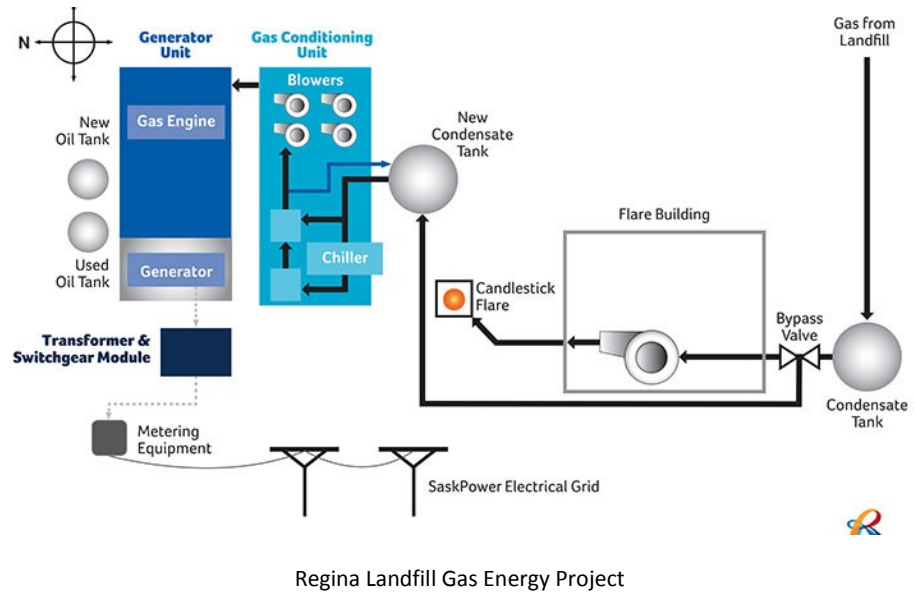 N
Generator
Unit
Gas Conditioning
Unit
Gas from
Landfill
Blowers
Gas Engine
New
Oil Tank
New
Condensate
Tank
Flare Building
Used
Oil Tank
Generator
Chiller
Candlestick
Flare
Bypass
Valve
Condensate
Tank
Transformer &
Switchgear Module
Metering
Equipment
SaskPower Electrical Grid
Regina Landfill Gas Energy Project